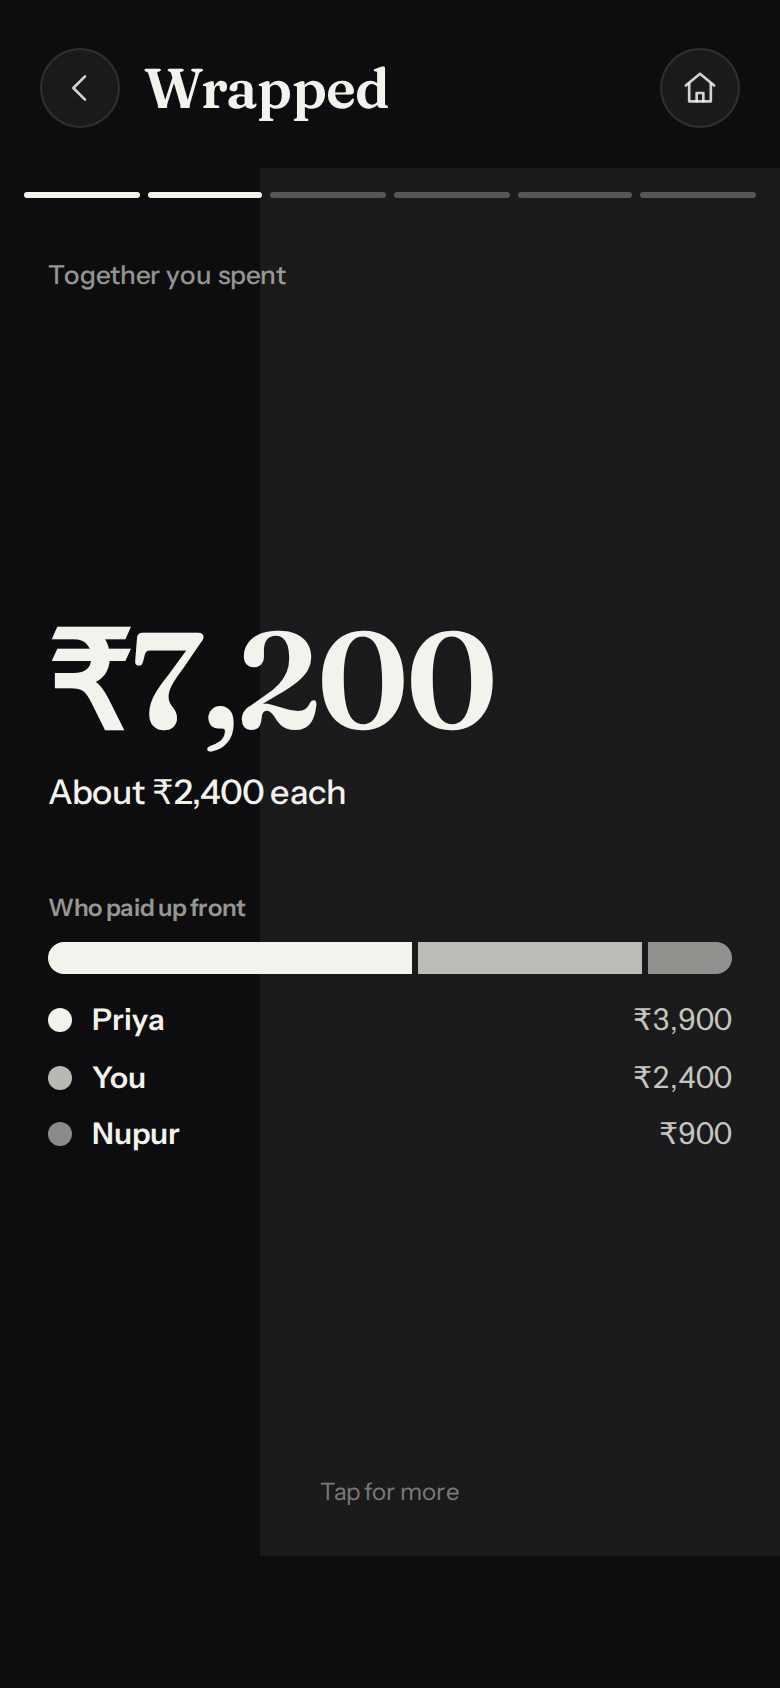 Wrapped
Together you spent
₹7,200
About ₹2,400 each
Who paid up front
Priya ₹3,900
You ₹2,400
Nupur ₹900
Tap for more